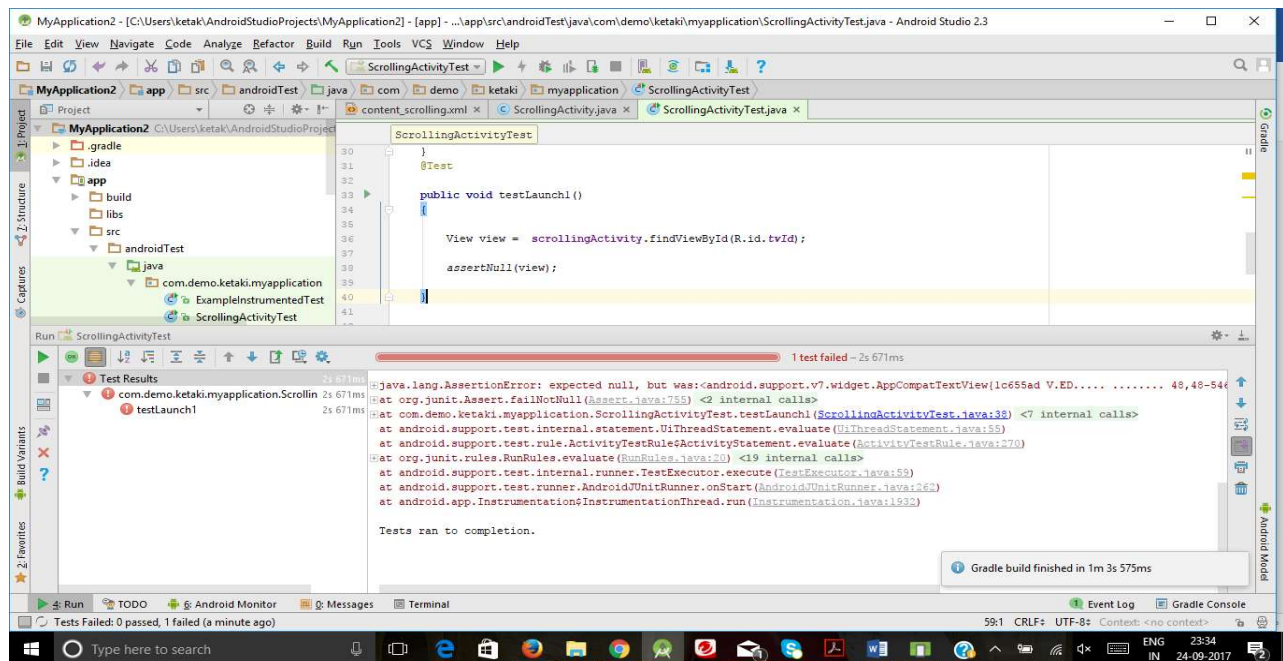 MyApplication2 - [C:\Users\ketak\AndroidStudioProjects\MyApplication2] - [app] - ...\app\src\androidTest\java\com\demo\ketaki\myapplication\ScrollingActivityTest.java - Android Studio 2.3
File Edit View Navigate Code Analyze Refactor Build Run Tools VCS Window Help
ScrollingActivityTest
MyApplication2 app src androidTest java com demo ketaki myapplication ScrollingActivityTest
Project
content_scrolling.xml × ScrollingActivity.java × ScrollingActivityTest.java ×
1: Project
Z: Structure
Captures
Build Variants
2: Favorites
Gradle
Android Model
MyApplication2 C:\Users\ketak\AndroidStudioProject
.gradle
.idea
app
build
libs
src
androidTest
java
com.demo.ketaki.myapplication
ExampleInstrumentedTest
ScrollingActivityTest
ScrollingActivityTest
30 }
31 @Test
32
33 public void testLaunch1()
34 {
35
36 View view = scrollingActivity.findViewById(R.id.tvId);
37
38 assertNull(view);
39
40 }
41
Run ScrollingActivityTest
1 test failed – 2s 671ms
Test Results 2s 671ms
com.demo.ketaki.myapplication.Scrollin 2s 671ms
testLaunch1 2s 671ms
java.lang.AssertionError: expected null, but was:<android.support.v7.widget.AppCompatTextView{1c655ad V.ED..... ........ 48,48-546
at org.junit.Assert.failNotNull(Assert.java:755) <2 internal calls>
at com.demo.ketaki.myapplication.ScrollingActivityTest.testLaunch1(ScrollingActivityTest.java:38) <7 internal calls>
at android.support.test.internal.statement.UiThreadStatement.evaluate(UiThreadStatement.java:55)
at android.support.test.rule.ActivityTestRule$ActivityStatement.evaluate(ActivityTestRule.java:270)
at org.junit.rules.RunRules.evaluate(RunRules.java:20) <19 internal calls>
at android.support.test.internal.runner.TestExecutor.execute(TestExecutor.java:59)
at android.support.test.runner.AndroidJUnitRunner.onStart(AndroidJUnitRunner.java:262)
at android.app.Instrumentation$InstrumentationThread.run(Instrumentation.java:1932)
Tests ran to completion.
Gradle build finished in 1m 3s 575ms
4: Run TODO 6: Android Monitor 0: Messages Terminal Event Log Gradle Console
Tests Failed: 0 passed, 1 failed (a minute ago) 59:1 CRLF÷ UTF-8÷ Context: <no context>
Type here to search
ENG 23:34
IN 24-09-2017